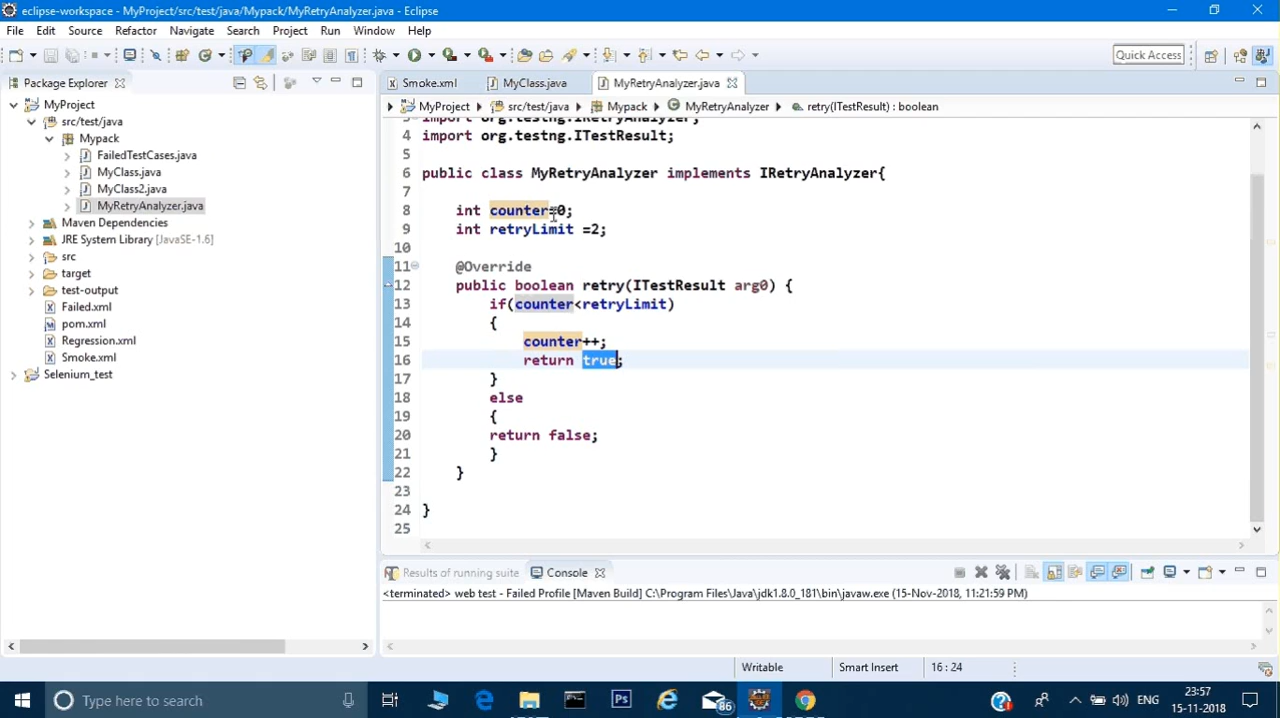 eclipse-workspace - MyProject/src/test/java/Mypack/MyRetryAnalyzer.java - Eclipse
File Edit Source Refactor Navigate Search Project Run Window Help
Quick Access
Package Explorer
MyProject
src/test/java
Mypack
FailedTestCases.java
MyClass.java
MyClass2.java
MyRetryAnalyzer.java
Maven Dependencies
JRE System Library [JavaSE-1.6]
src
target
test-output
Failed.xml
pom.xml
Regression.xml
Smoke.xml
Selenium_test
Smoke.xml MyClass.java MyRetryAnalyzer.java
MyProject src/test/java Mypack MyRetryAnalyzer retry(ITestResult) : boolean
3 import org.testng.IRetryAnalyzer;
4 import org.testng.ITestResult;
5
6 public class MyRetryAnalyzer implements IRetryAnalyzer{
7
8 int counter=0;
9 int retryLimit =2;
10
11 @Override
12 public boolean retry(ITestResult arg0) {
13 if(counter<retryLimit)
14 {
15 counter++;
16 return true;
17 }
18 else
19 {
20 return false;
21 }
22 }
23
24 }
25
Results of running suite Console
<terminated> web test - Failed Profile [Maven Build] C:\Program Files\Java\jdk1.8.0_181\bin\javaw.exe (15-Nov-2018, 11:21:59 PM)
Writable Smart Insert 16 : 24
Type here to search Ps 86 ENG 23:57
15-11-2018